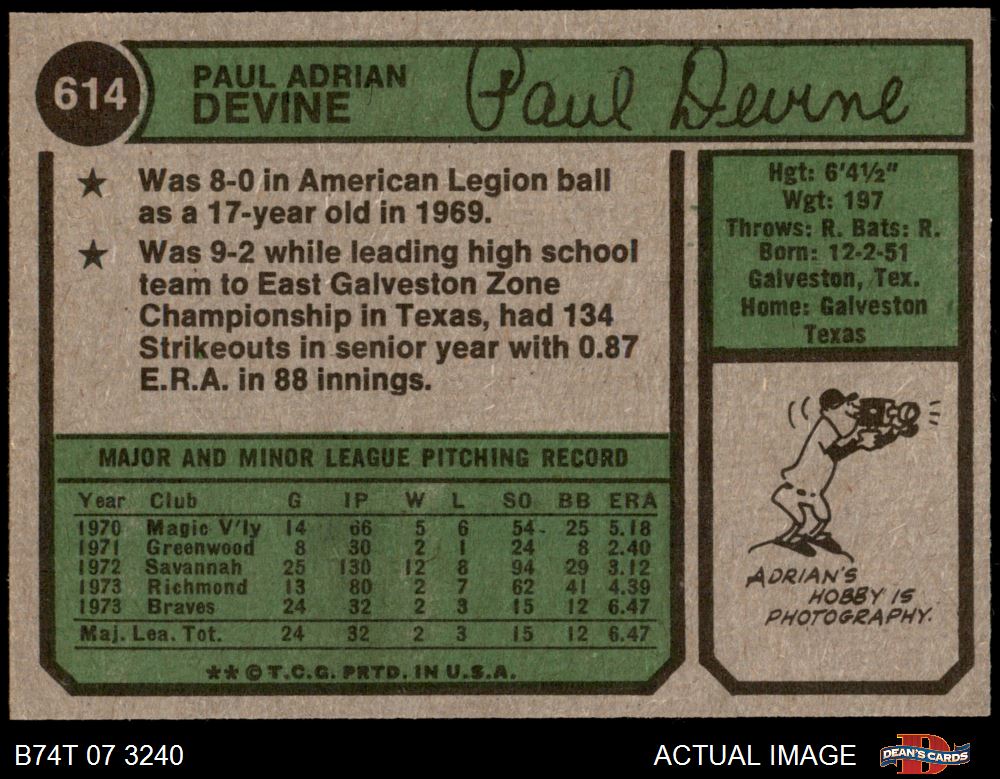 614
PAUL ADRIAN
DEVINE
Paul Devine
★ Was 8-0 in American Legion ball
as a 17-year old in 1969.
★ Was 9-2 while leading high school
team to East Galveston Zone
Championship in Texas, had 134
Strikeouts in senior year with 0.87
E.R.A. in 88 innings.
Hgt: 6'4½"
Wgt: 197
Throws: R. Bats: R.
Born: 12-2-51
Galveston, Tex.
Home: Galveston
Texas
MAJOR AND MINOR LEAGUE PITCHING RECORD
Year Club G IP W L SO BB ERA
1970 Magic V'ly 14 66 5 6 54 25 5.18
1971 Greenwood 8 30 2 1 24 8 2.40
1972 Savannah 25 130 12 8 94 29 3.12
1973 Richmond 13 80 2 7 62 41 4.39
1973 Braves 24 32 2 3 15 12 6.47
Maj. Lea. Tot. 24 32 2 3 15 12 6.47
** © T.C.G. PRTD. IN U.S.A.
ADRIAN'S
HOBBY IS
PHOTOGRAPHY.
B74T 07 3240
ACTUAL IMAGE
DEAN'S CARDS